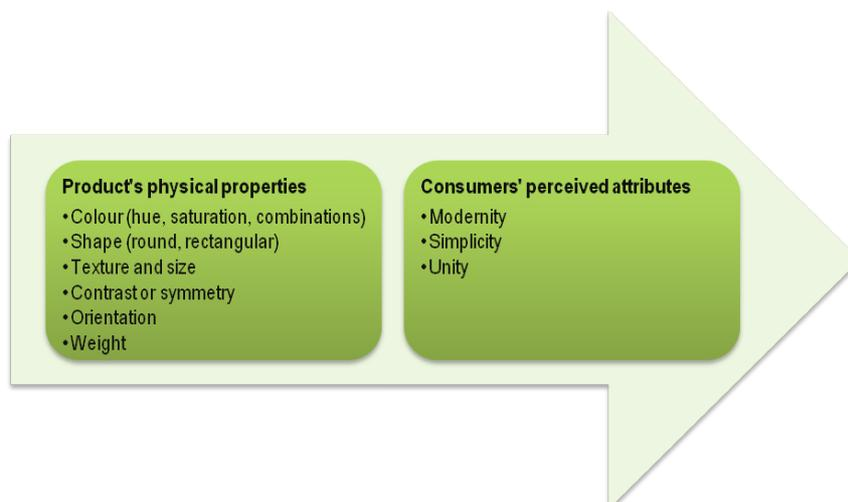 Product's physical properties
•Colour (hue, saturation, combinations)
•Shape (round, rectangular)
•Texture and size
•Contrast or symmetry
•Orientation
•Weight
Consumers' perceived attributes
•Modernity
•Simplicity
•Unity